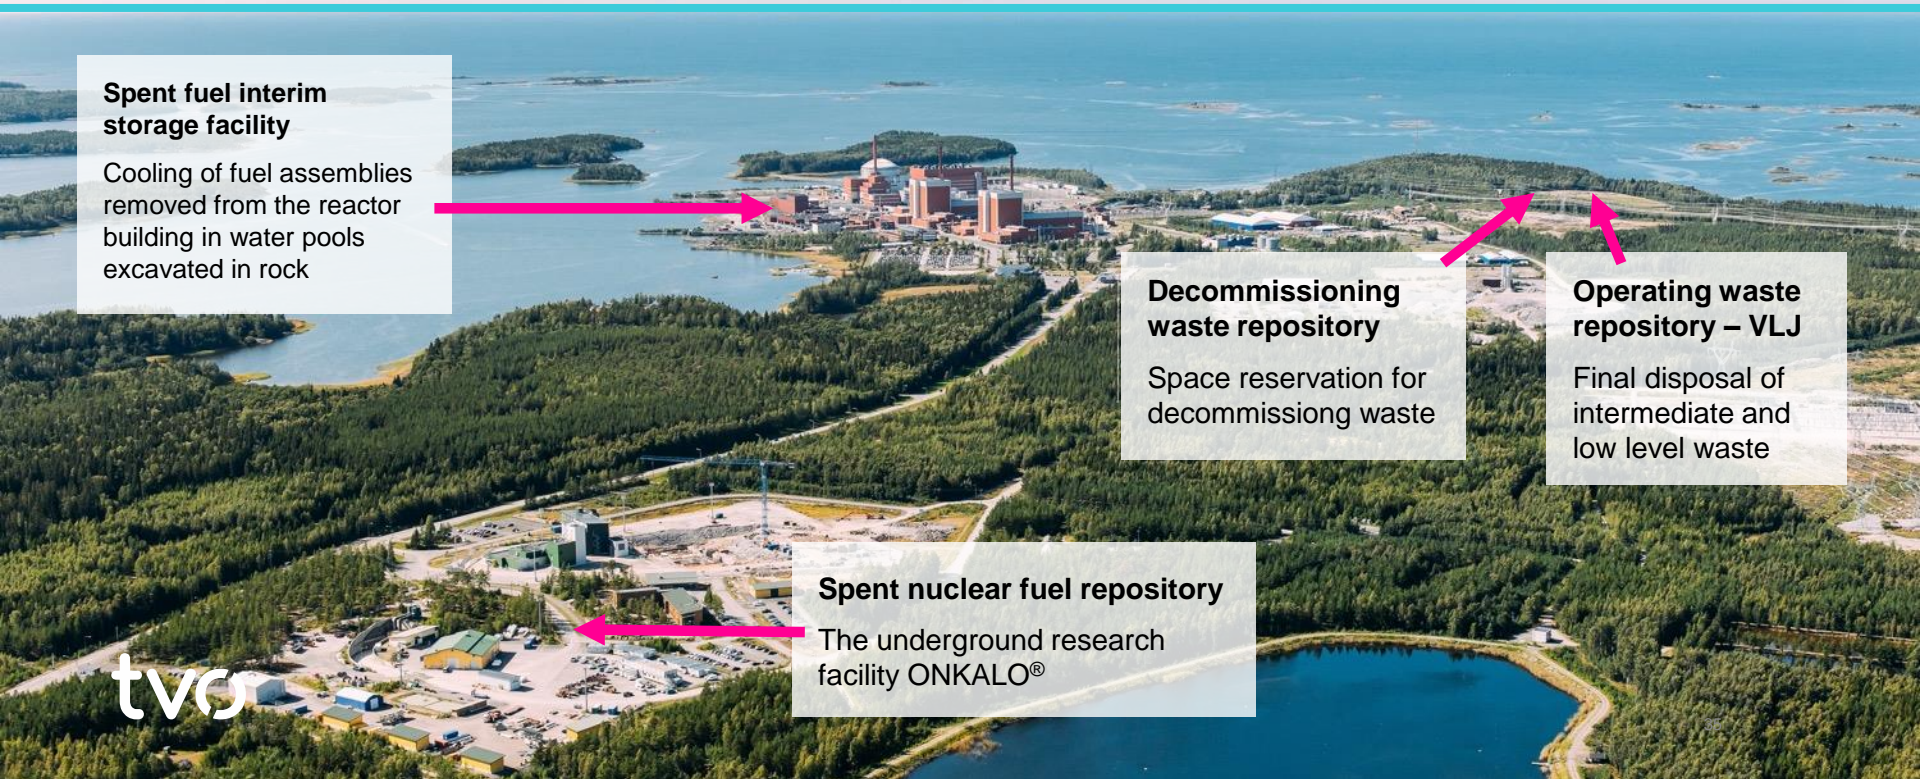 Spent fuel interim
storage facility
Cooling of fuel assemblies
removed from the reactor
building in water pools
excavated in rock
Decommissioning
waste repository
Space reservation for
decommissiong waste
Operating waste
repository – VLJ
Final disposal of
intermediate and
low level waste
Spent nuclear fuel repository
The underground research
facility ONKALO®
tvo